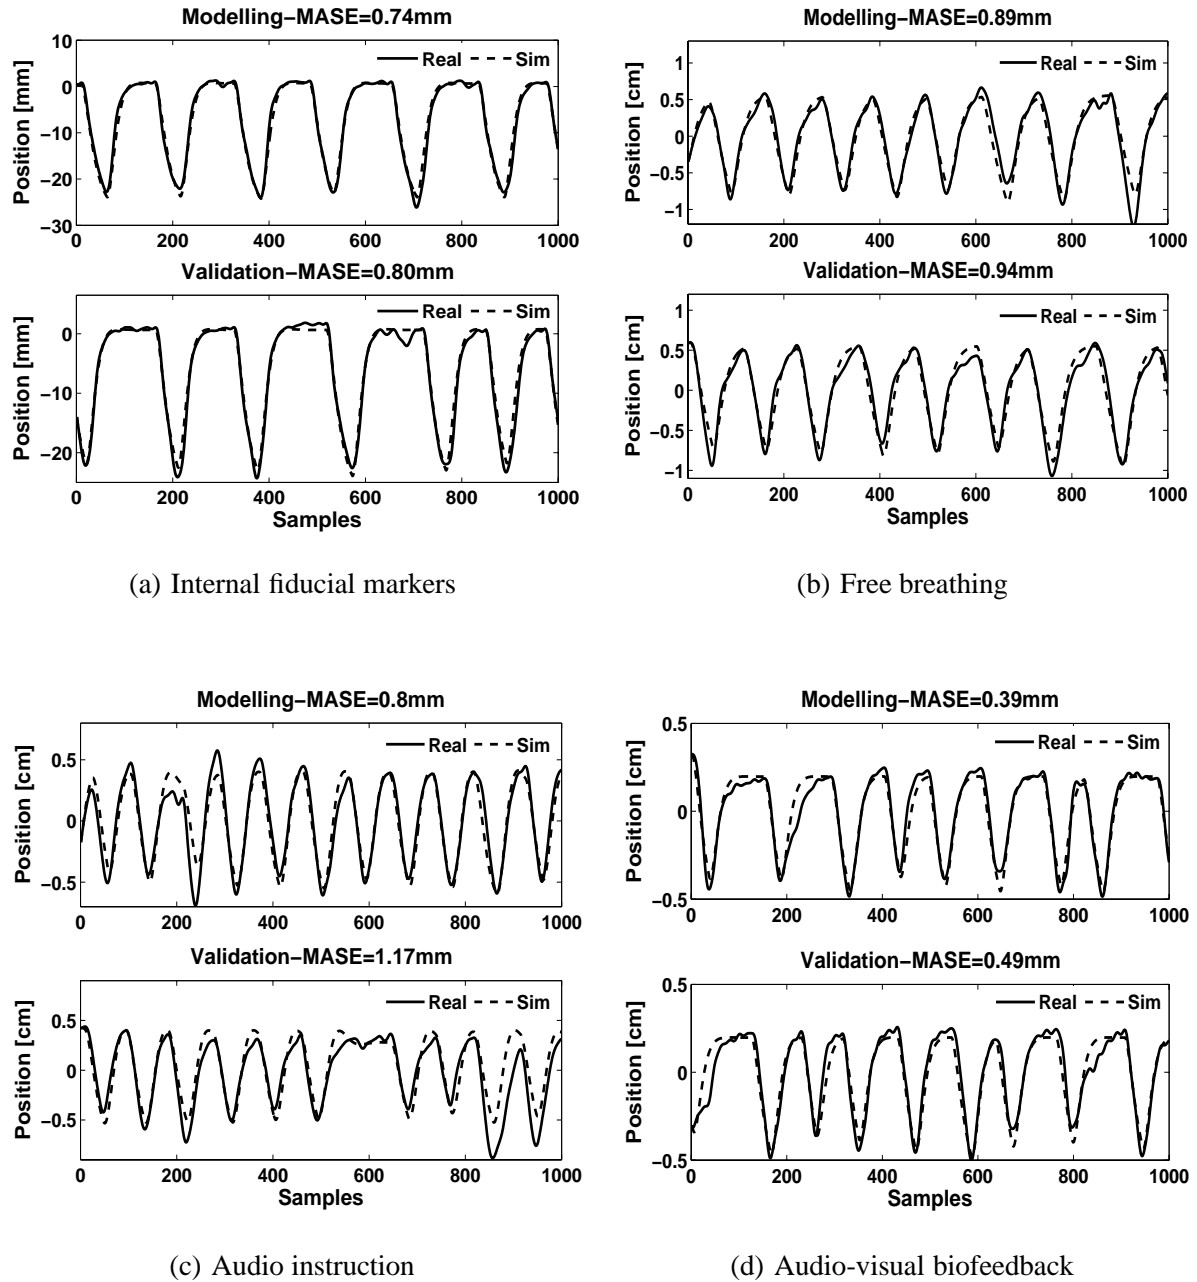 Modelling−MASE=0.74mm
Position [mm]
10
0
−10
−20
−30
Real
Sim
0 200 400 600 800 1000
Validation−MASE=0.80mm
Position [mm]
0
−10
−20
Real
Sim
0 200 400 600 800 1000
Samples
(a) Internal fiducial markers
Modelling−MASE=0.89mm
Position [cm]
1
0.5
0
−0.5
−1
Real
Sim
0 200 400 600 800 1000
Validation−MASE=0.94mm
Position [cm]
1
0.5
0
−0.5
−1
Real
Sim
0 200 400 600 800 1000
Samples
(b) Free breathing
Modelling−MASE=0.8mm
Position [cm]
0.5
0
−0.5
Real
Sim
0 200 400 600 800 1000
Validation−MASE=1.17mm
Position [cm]
0.5
0
−0.5
Real
Sim
0 200 400 600 800 1000
Samples
(c) Audio instruction
Modelling−MASE=0.39mm
Position [cm]
0.5
0
−0.5
Real
Sim
0 200 400 600 800 1000
Validation−MASE=0.49mm
Position [cm]
0.5
0
−0.5
Real
Sim
0 200 400 600 800 1000
Samples
(d) Audio-visual biofeedback